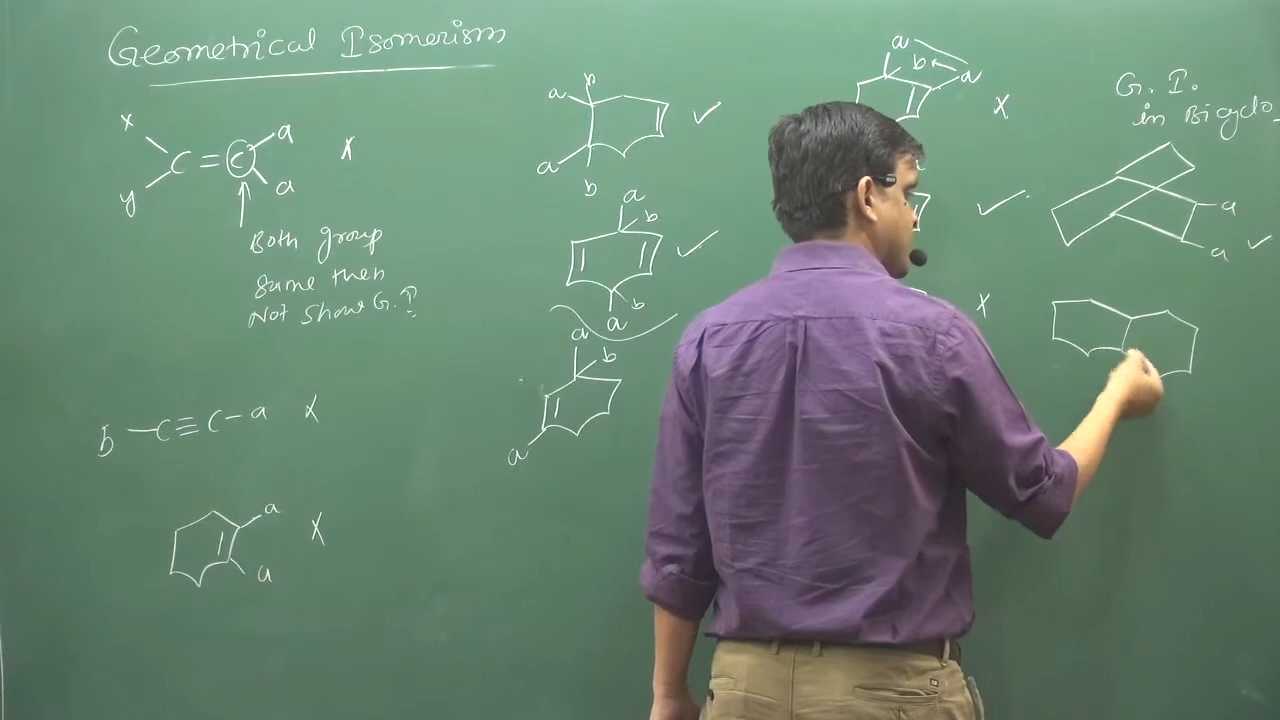 Geometrical Isomerism
x
y
C = C
a
a
x
Both group
same then
Not show G.I
b - C ≡ C - a x
a
a
x
a
b
a
b
✓
a
b
b
a
✓
a
b
a
a
b
a
x
✓
x
G. I.
in Bicyclo
a
a
✓